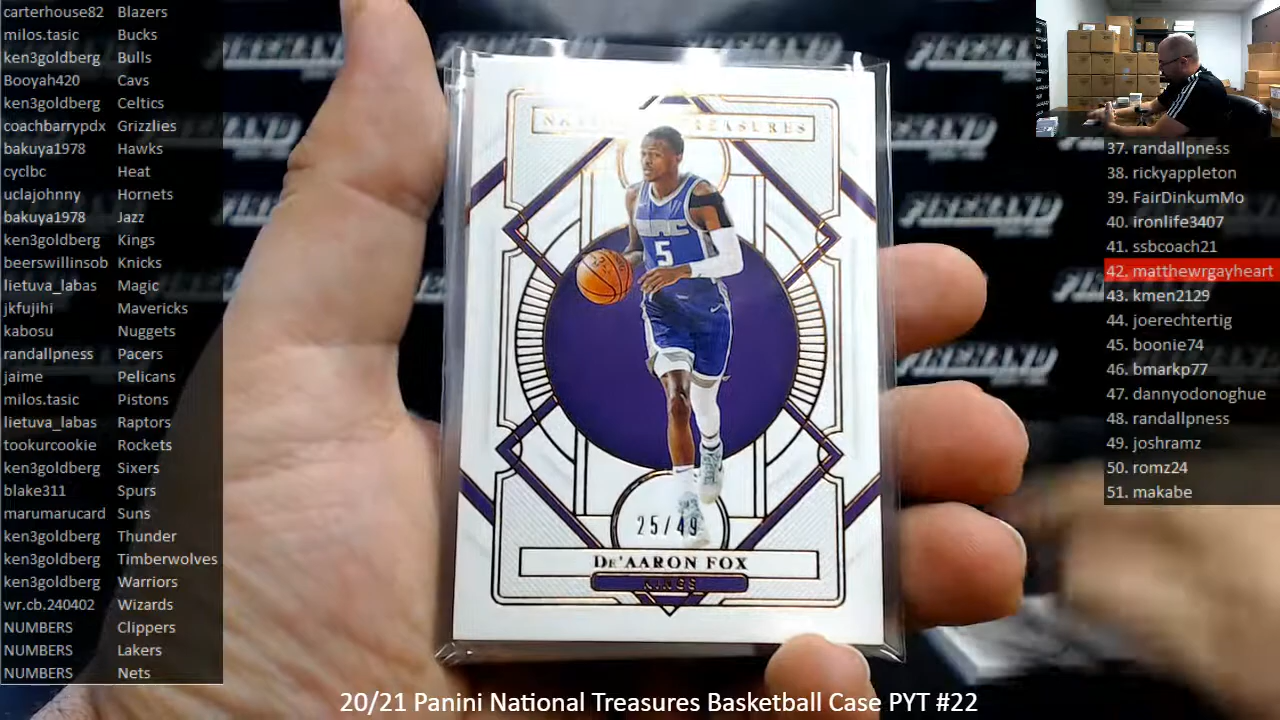 carterhouse82 Blazers
milos.tasic Bucks
ken3goldberg Bulls
Booyah420 Cavs
ken3goldberg Celtics
coachbarrypdx Grizzlies
bakuya1978 Hawks
cyclbc Heat
uclajohnny Hornets
bakuya1978 Jazz
ken3goldberg Kings
beerswillinsob Knicks
lietuva_labas Magic
jkfujihi Mavericks
kabosu Nuggets
randallpness Pacers
jaime Pelicans
milos.tasic Pistons
lietuva_labas Raptors
tookurcookie Rockets
ken3goldberg Sixers
blake311 Spurs
marumarucard Suns
ken3goldberg Thunder
ken3goldberg Timberwolves
ken3goldberg Warriors
wr.cb.240402 Wizards
NUMBERS Clippers
NUMBERS Lakers
NUMBERS Nets
FIREHAND
TREASURES
5
25/49
DE'AARON FOX
KINGS
37. randallpness
38. rickyappleton
39. FairDinkumMo
40. ironlife3407
41. ssbcoach21
42. matthewrgayheart
43. kmen2129
44. joerechtertig
45. boonie74
46. bmarkp77
47. dannyodonoghue
48. randallpness
49. joshramz
50. romz24
51. makabe
20/21 Panini National Treasures Basketball Case PYT #22